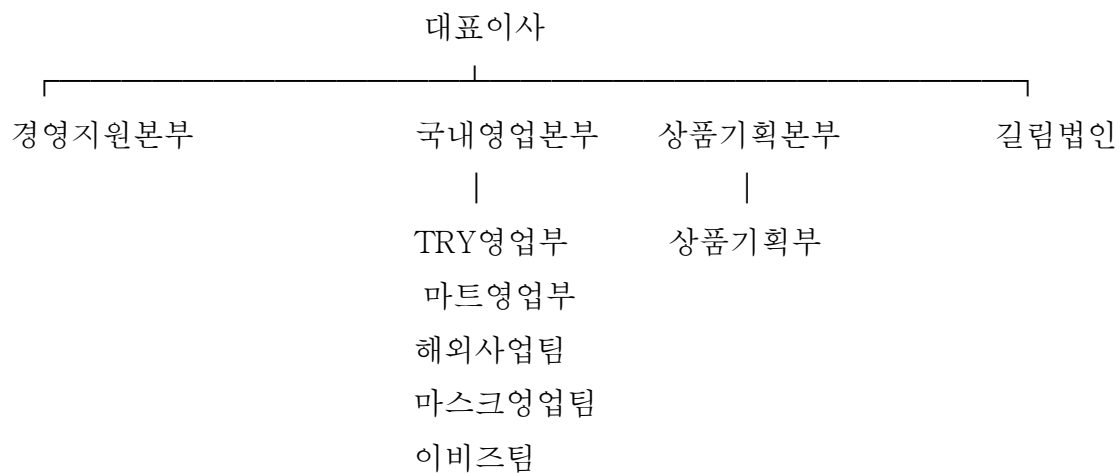 대표이사
경영지원본부 국내영업본부 상품기획본부 길림법인
TRY영업부 상품기획부
마트영업부
해외사업팀
마스크엉업팀
이비즈팀